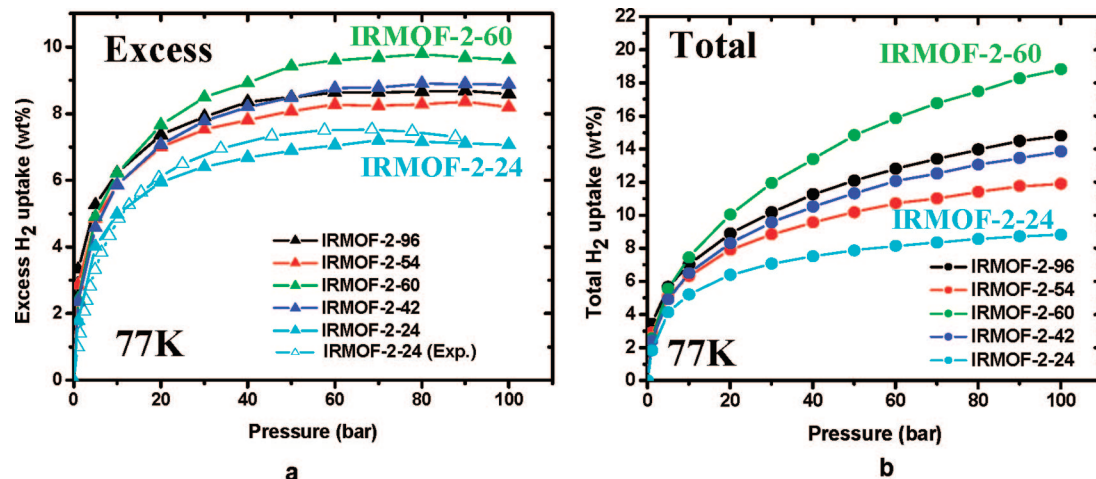 Excess
IRMOF-2-60
IRMOF-2-24
IRMOF-2-96
IRMOF-2-54
IRMOF-2-60
IRMOF-2-42
IRMOF-2-24
IRMOF-2-24 (Exp.)
77K
Excess H2 uptake (wt%)
0
2
4
6
8
10
0 20 40 60 80 100
Pressure (bar)
a
Total
IRMOF-2-60
IRMOF-2-24
IRMOF-2-96
IRMOF-2-54
IRMOF-2-60
IRMOF-2-42
IRMOF-2-24
77K
Total H2 uptake (wt%)
22
20
18
16
14
12
10
8
6
4
2
0
0 20 40 60 80 100
Pressure (bar)
b